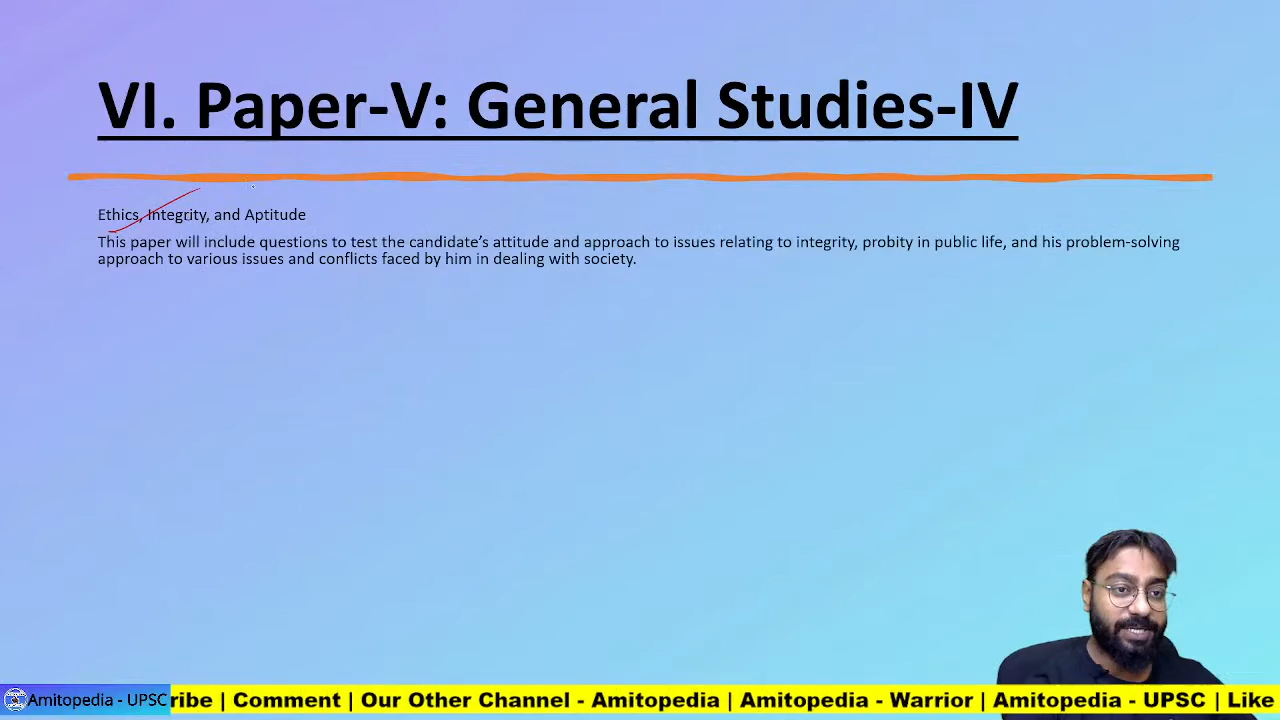 VI. Paper-V: General Studies-IV
Ethics, Integrity, and Aptitude
This paper will include questions to test the candidate’s attitude and approach to issues relating to integrity, probity in public life, and his problem-solving
approach to various issues and conflicts faced by him in dealing with society.
Amitopedia - UPSC ribe | Comment | Our Other Channel - Amitopedia | Amitopedia - Warrior | Amitopedia - UPSC | Like